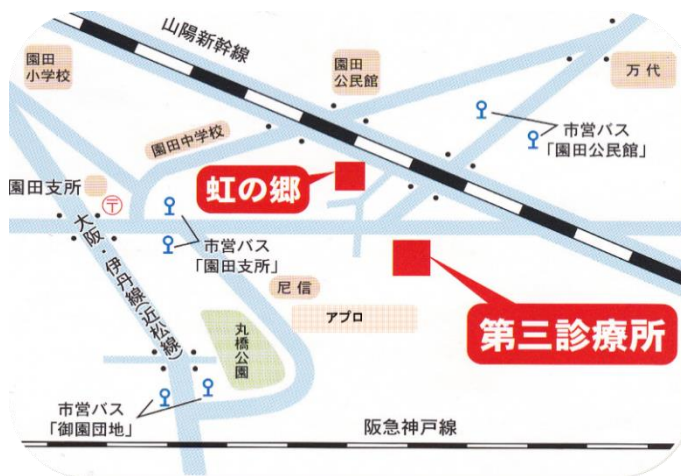 山陽新幹線
園田
小学校
園田
公民館
万代
市営バス
「園田公民館」
園田中学校
虹の郷
園田支所
〒
大阪・伊丹線(近松線)
市営バス
「園田支所」
尼信
アプロ
第三診療所
丸橋公園
市営バス
「御園団地」
阪急神戸線